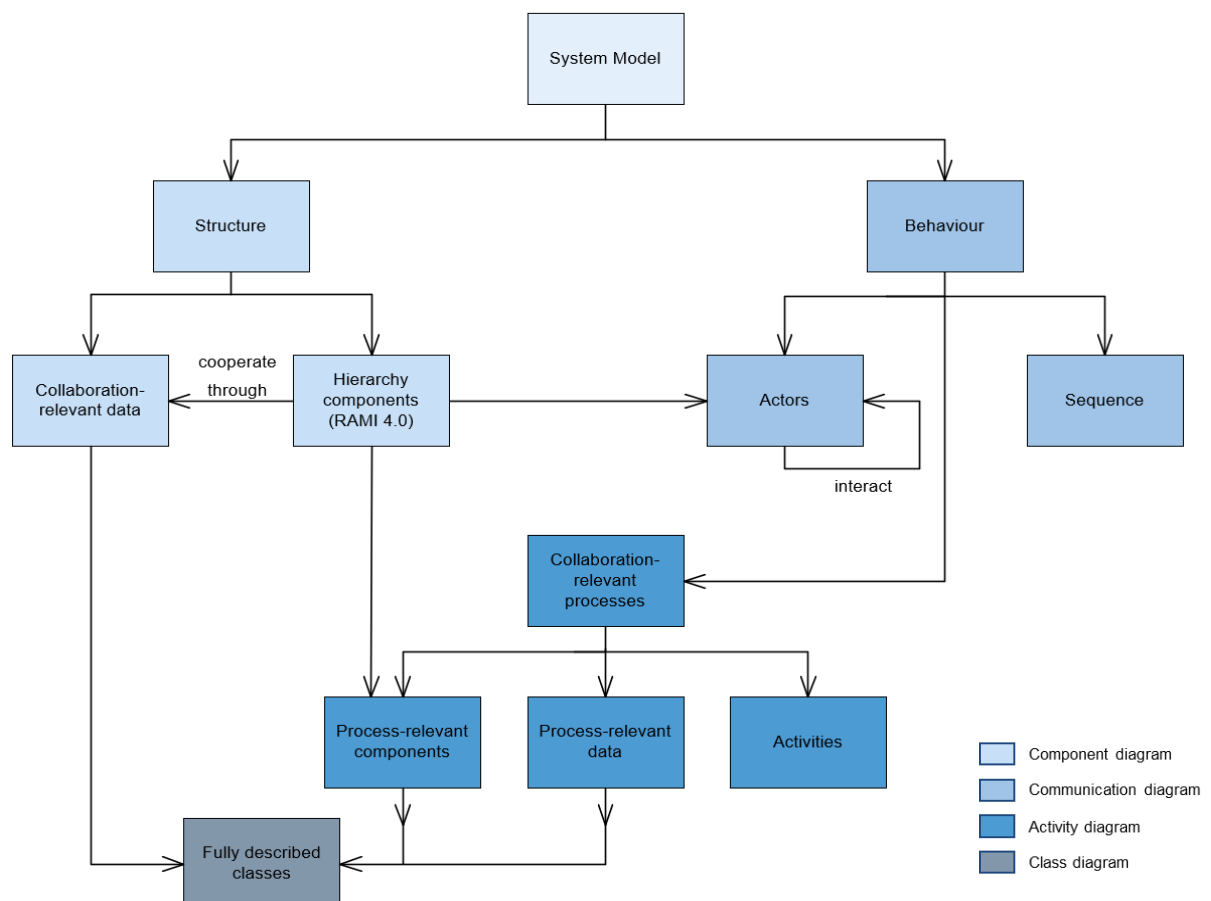 System Model
Structure
Behaviour
Collaboration-
relevant data
cooperate
through
Hierarchy
components
(RAMI 4.0)
Actors
Sequence
interact
Collaboration-
relevant
processes
Process-relevant
components
Process-relevant
data
Activities
Fully described
classes
Component diagram
Communication diagram
Activity diagram
Class diagram